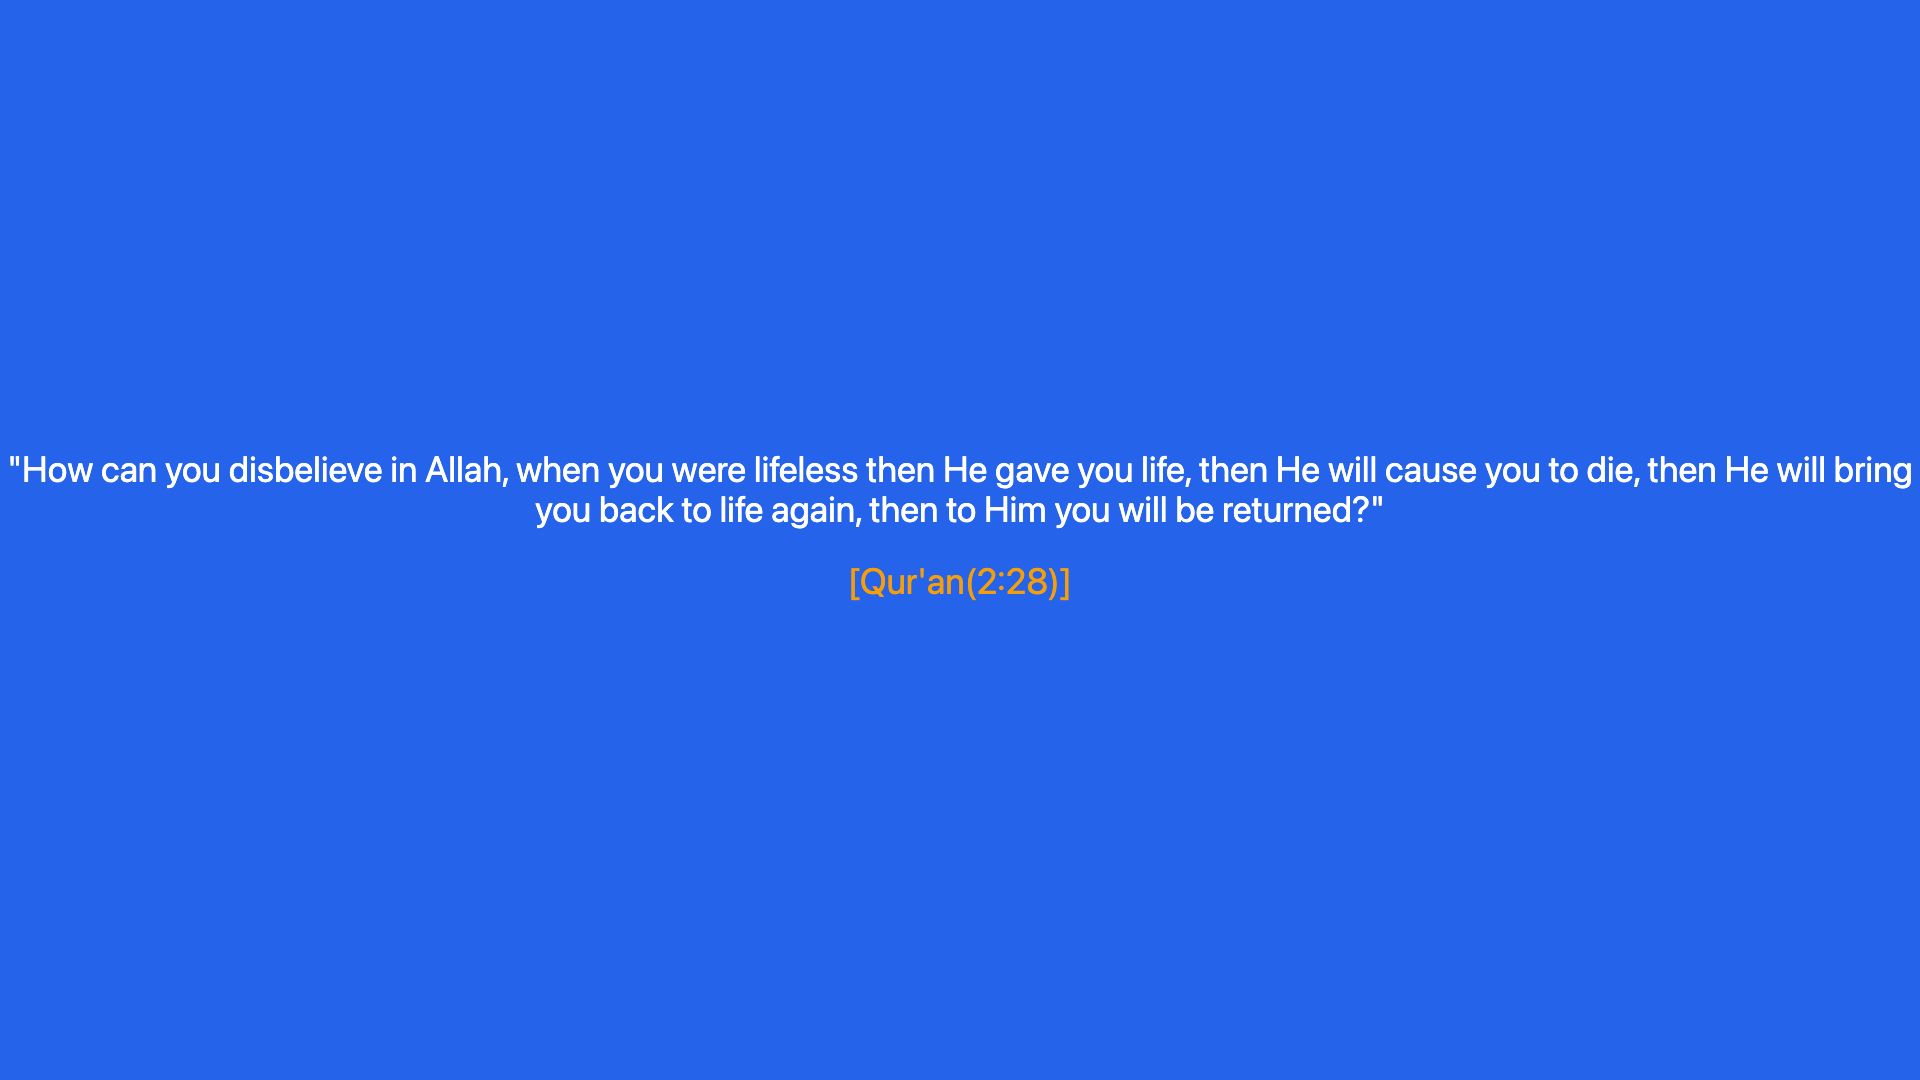 "How can you disbelieve in Allah, when you were lifeless then He gave you life, then He will cause you to die, then He will bring
you back to life again, then to Him you will be returned?"
[Qur'an(2:28)]